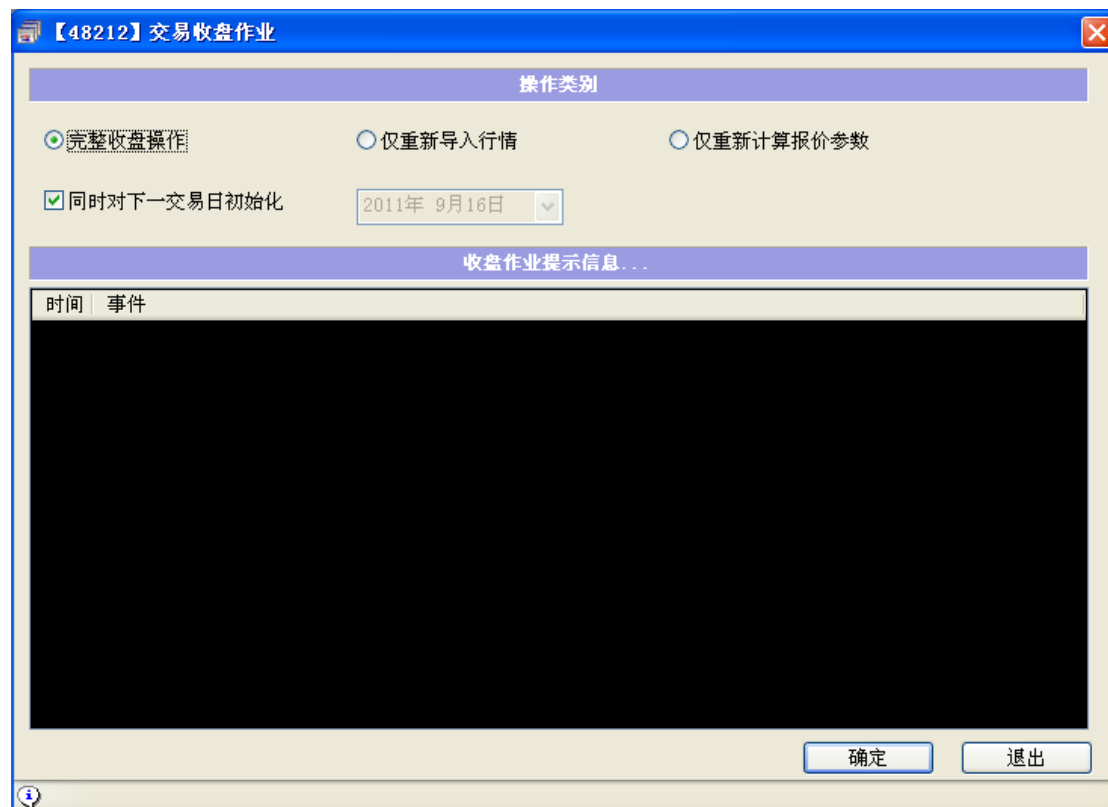 【48212】交易收盘作业
操作类别
完整收盘操作 仅重新导入行情 仅重新计算报价参数
同时对下一交易日初始化 2011年 9月16日
收盘作业提示信息...
时间 事件
确定 退出